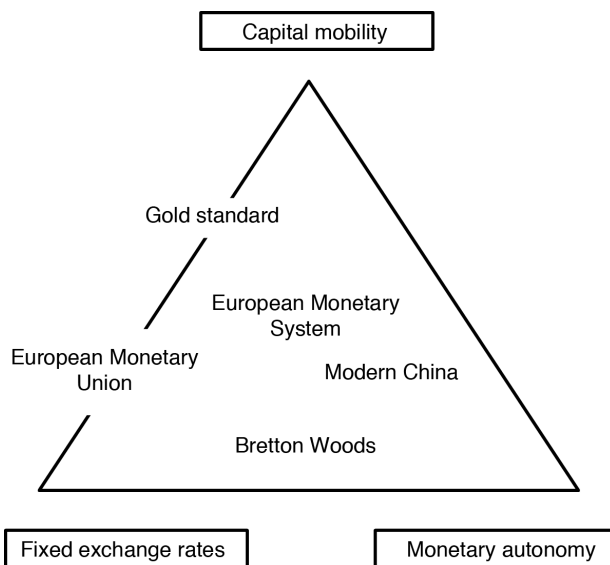 Capital mobility
Gold standard
European Monetary
System
European Monetary
Union
Modern China
Bretton Woods
Fixed exchange rates
Monetary autonomy